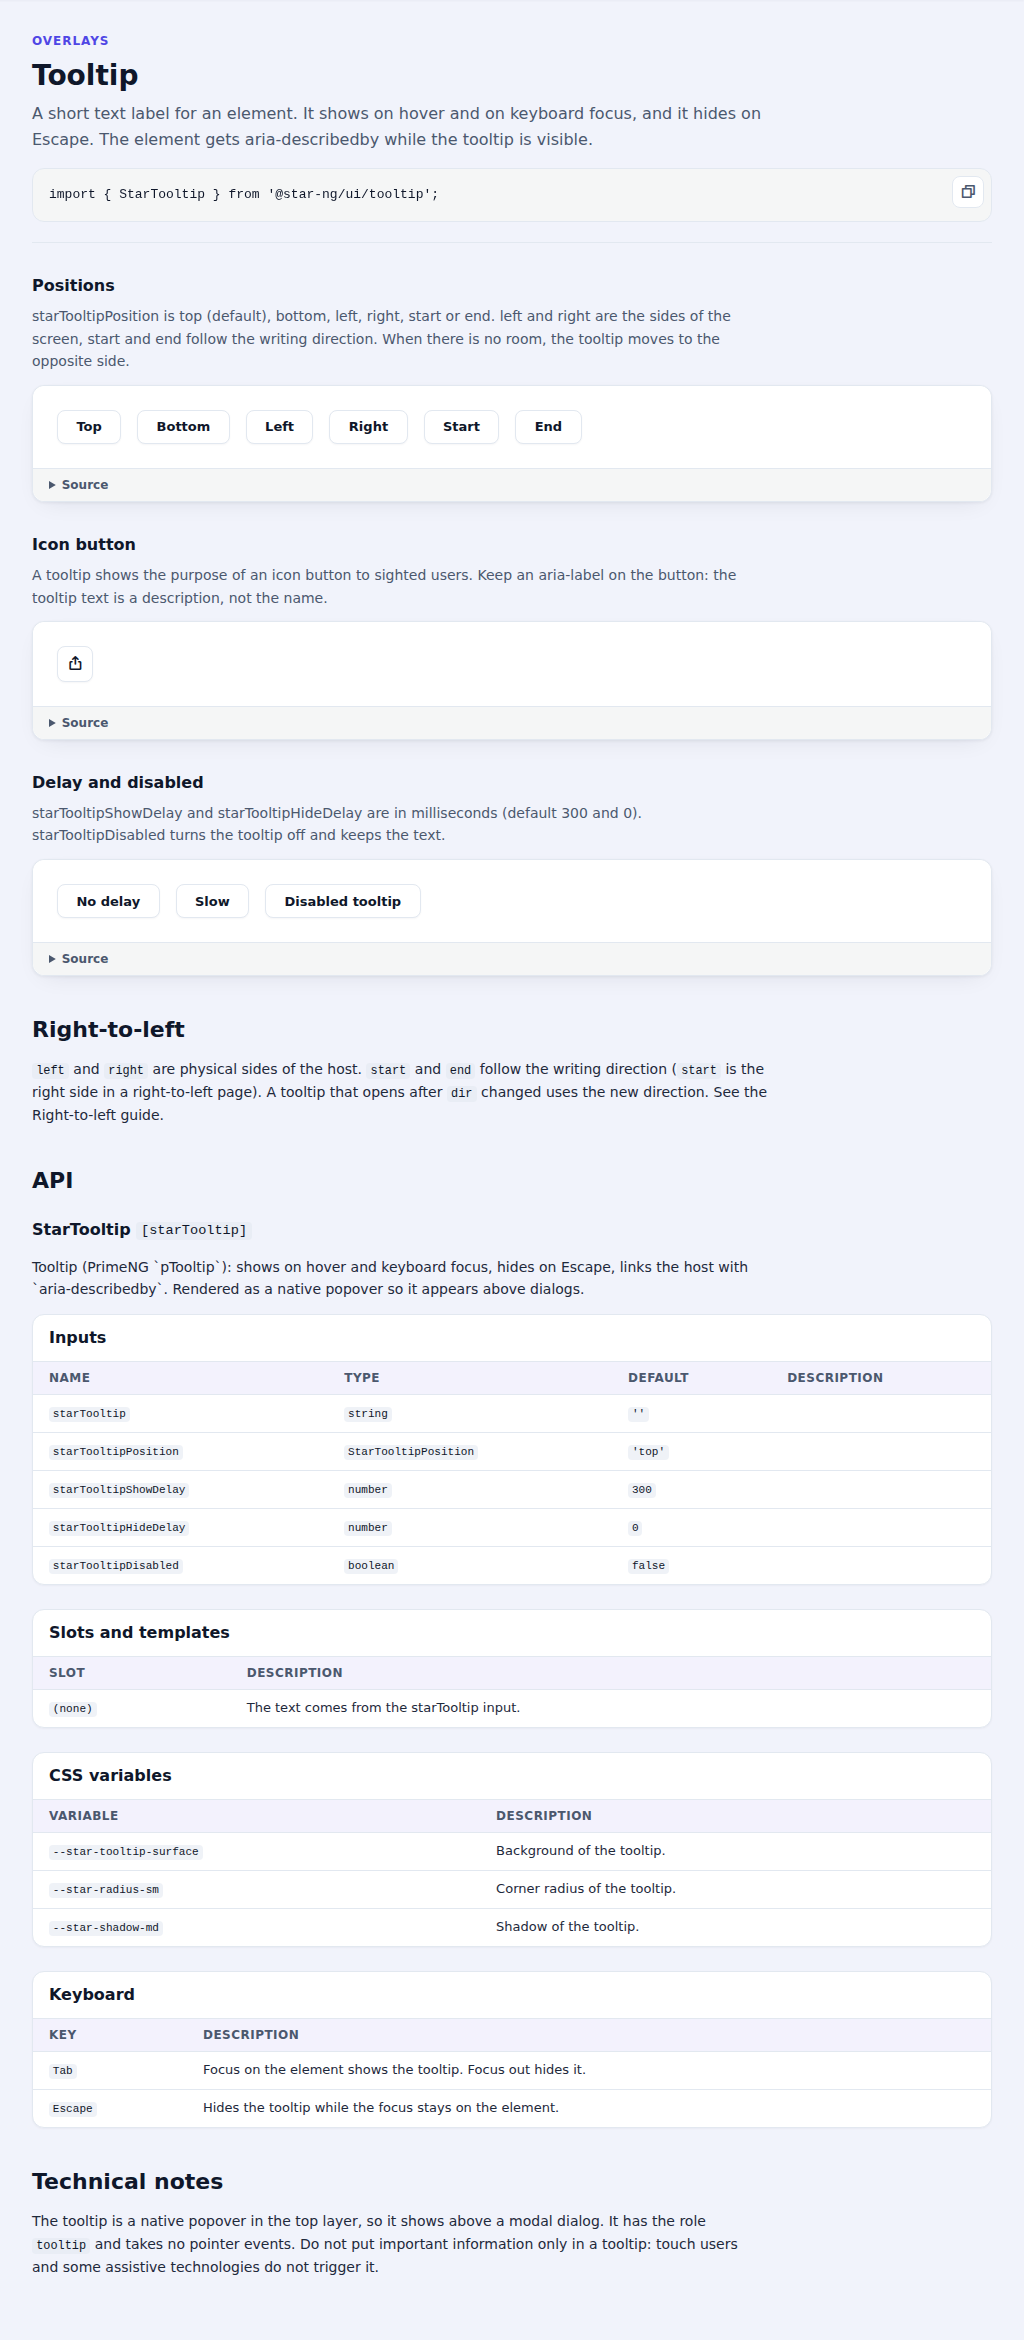 OVERLAYS
Tooltip
A short text label for an element. It shows on hover and on keyboard focus, and it hides on
Escape. The element gets aria-describedby while the tooltip is visible.
import { StarTooltip } from '@star-ng/ui/tooltip';
Positions
starTooltipPosition is top (default), bottom, left, right, start or end. left and right are the sides of the
screen, start and end follow the writing direction. When there is no room, the tooltip moves to the
opposite side.
Top Bottom Left Right Start End
Source
Icon button
A tooltip shows the purpose of an icon button to sighted users. Keep an aria-label on the button: the
tooltip text is a description, not the name.
Source
Delay and disabled
starTooltipShowDelay and starTooltipHideDelay are in milliseconds (default 300 and 0).
starTooltipDisabled turns the tooltip off and keeps the text.
No delay Slow Disabled tooltip
Source
Right-to-left
left and right are physical sides of the host. start and end follow the writing direction ( start is the
right side in a right-to-left page). A tooltip that opens after dir changed uses the new direction. See the
Right-to-left guide.
API
StarTooltip [starTooltip]
Tooltip (PrimeNG `pTooltip`): shows on hover and keyboard focus, hides on Escape, links the host with
`aria-describedby`. Rendered as a native popover so it appears above dialogs.
Inputs
NAME TYPE DEFAULT DESCRIPTION
starTooltip string ''
starTooltipPosition StarTooltipPosition 'top'
starTooltipShowDelay number 300
starTooltipHideDelay number 0
starTooltipDisabled boolean false
Slots and templates
SLOT DESCRIPTION
(none) The text comes from the starTooltip input.
CSS variables
VARIABLE DESCRIPTION
--star-tooltip-surface Background of the tooltip.
--star-radius-sm Corner radius of the tooltip.
--star-shadow-md Shadow of the tooltip.
Keyboard
KEY DESCRIPTION
Tab Focus on the element shows the tooltip. Focus out hides it.
Escape Hides the tooltip while the focus stays on the element.
Technical notes
The tooltip is a native popover in the top layer, so it shows above a modal dialog. It has the role
tooltip and takes no pointer events. Do not put important information only in a tooltip: touch users
and some assistive technologies do not trigger it.